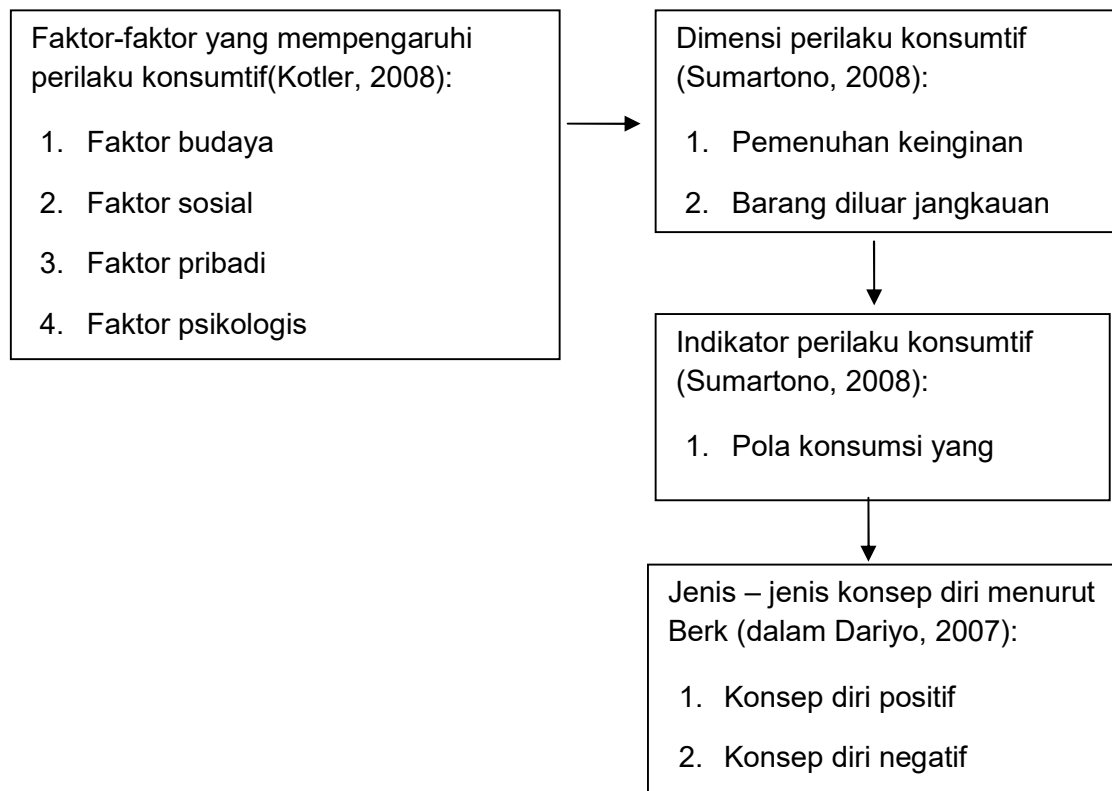 Faktor-faktor yang mempengaruhi
perilaku konsumtif(Kotler, 2008):
1. Faktor budaya
2. Faktor sosial
3. Faktor pribadi
4. Faktor psikologis
Dimensi perilaku konsumtif
(Sumartono, 2008):
1. Pemenuhan keinginan
2. Barang diluar jangkauan
Indikator perilaku konsumtif
(Sumartono, 2008):
1. Pola konsumsi yang
Jenis – jenis konsep diri menurut
Berk (dalam Dariyo, 2007):
1. Konsep diri positif
2. Konsep diri negatif